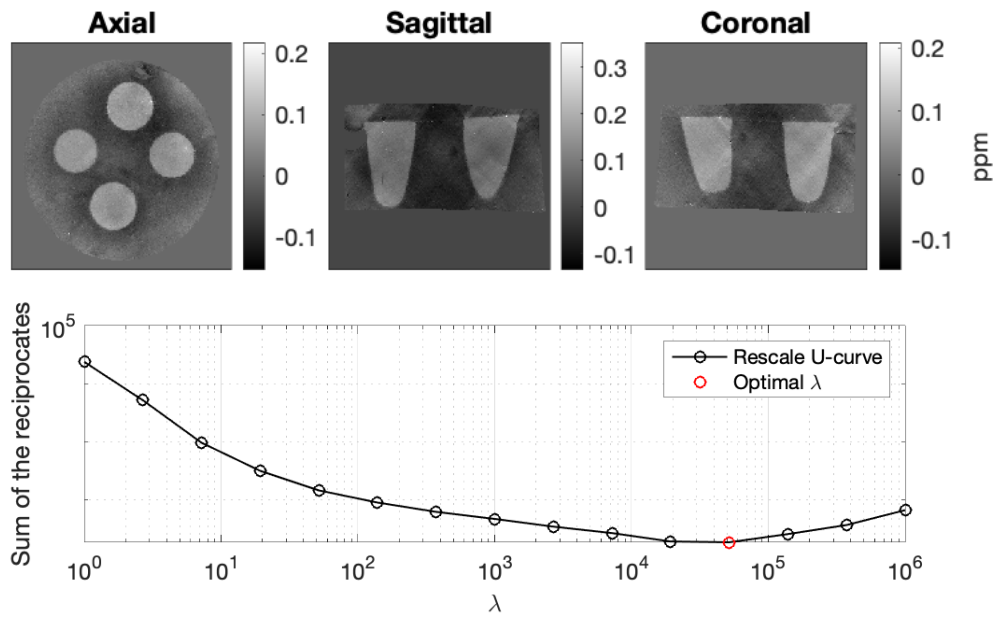 Axial Sagittal Coronal
0.2 0.3 0.2
0.1 0.2 0.1
0 0.1 0
-0.1 0 -0.1
-0.1
ppm
10^5
Sum of the reciprocates
Rescale U-curve
Optimal λ
10^0 10^1 10^2 10^3 10^4 10^5 10^6
λ